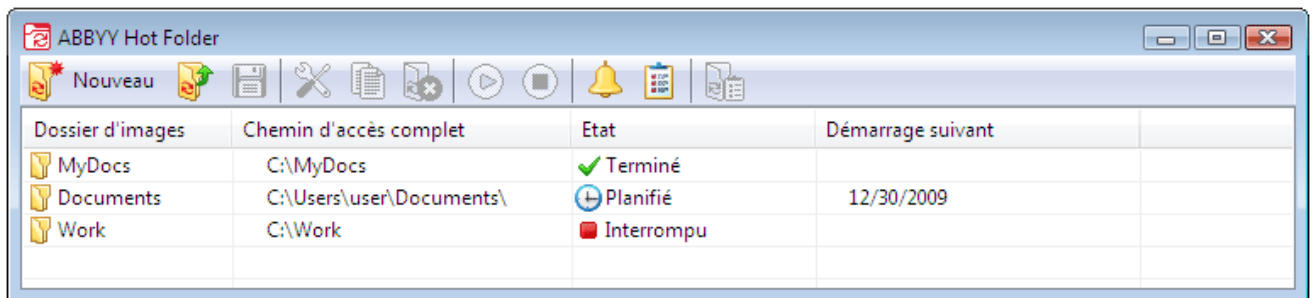 ABBYY Hot Folder
Nouveau
Dossier d'images Chemin d'accès complet Etat Démarrage suivant
MyDocs C:\MyDocs Terminé
Documents C:\Users\user\Documents\ Planifié 12/30/2009
Work C:\Work Interrompu